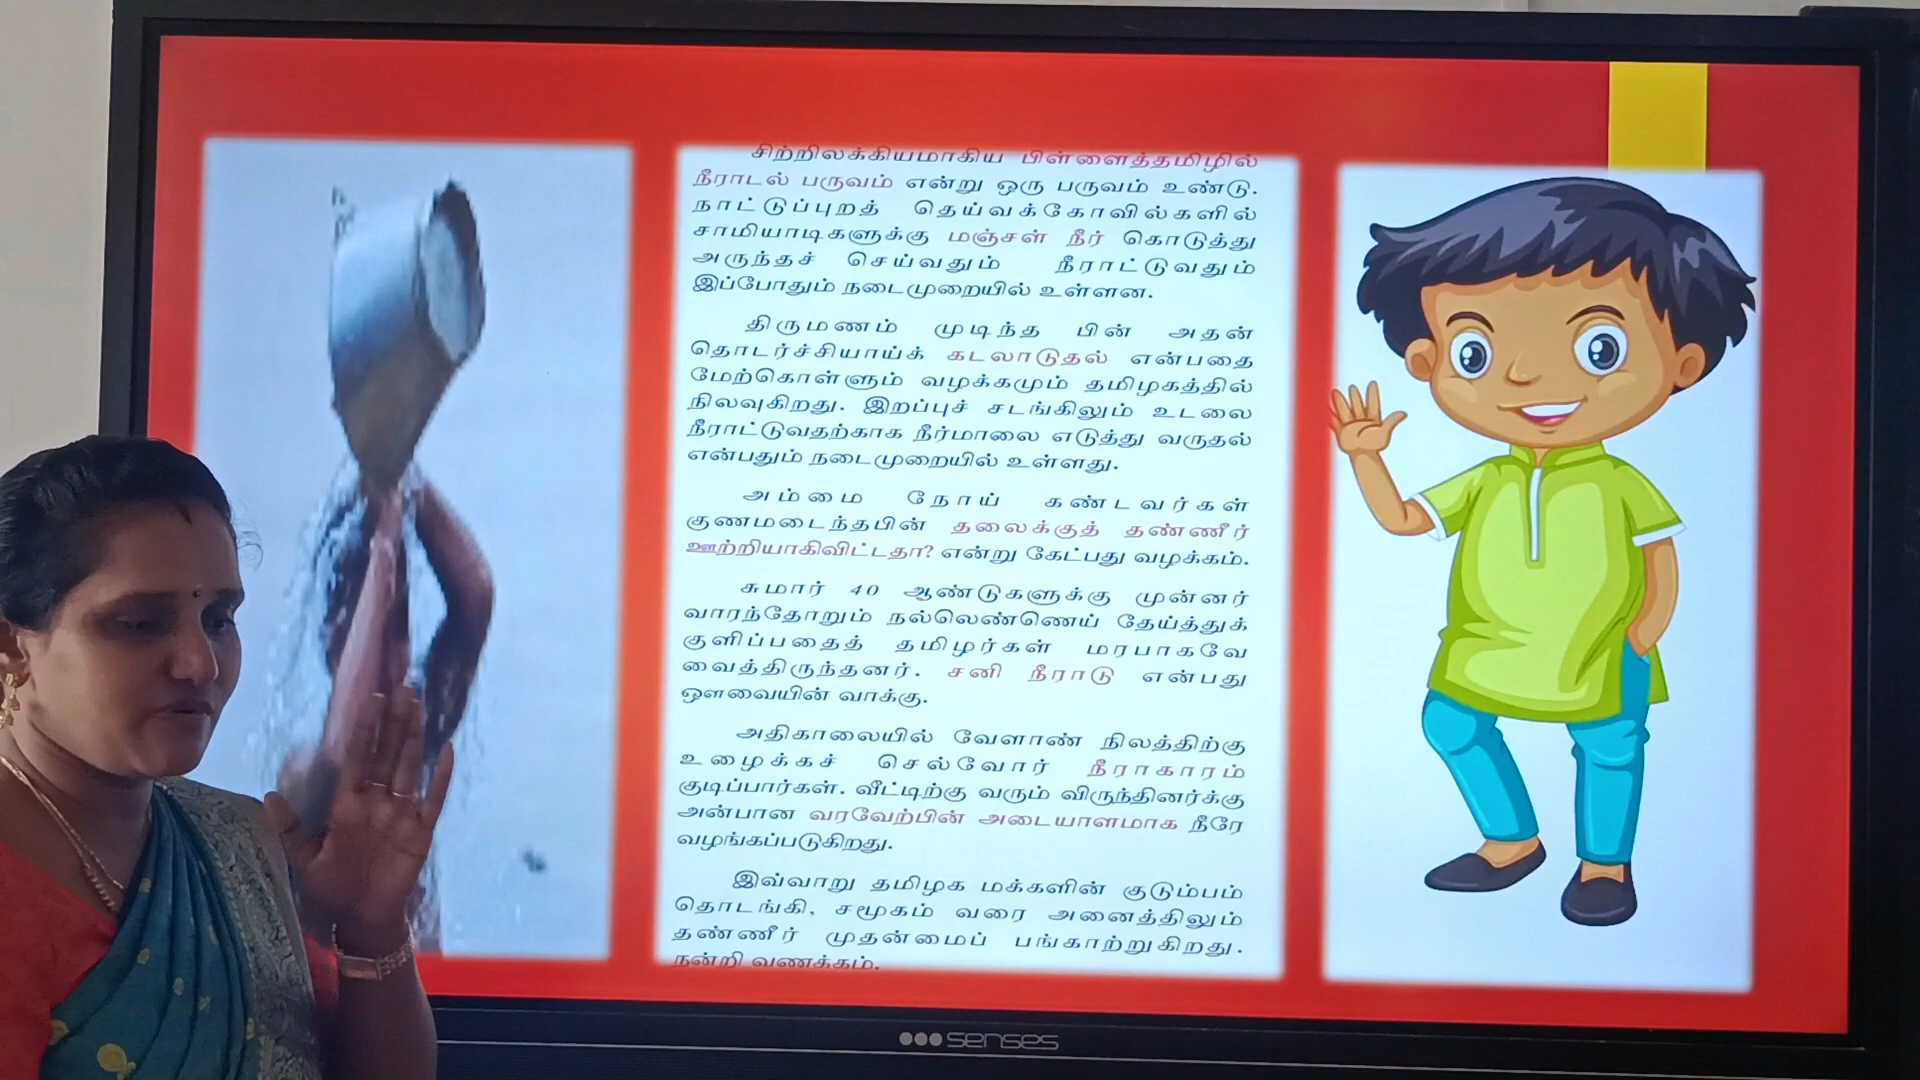 சிற்றிலக்கியமாகிய பிள்ளைத்தமிழில்
நீராடல் பருவம் என்று ஒரு பருவம் உண்டு.
நாட்டுப்புறத் தெய்வக்கோவில்களில்
சாமியாடிகளுக்கு மஞ்சள் நீர் கொடுத்து
அருந்தச் செய்வதும் நீராட்டுவதும்
இப்போதும் நடைமுறையில் உள்ளன.
திருமணம் முடிந்த பின் அதன்
தொடர்ச்சியாய்க் கடலாடுதல் என்பதை
மேற்கொள்ளும் வழக்கமும் தமிழகத்தில்
நிலவுகிறது. இறப்புச் சடங்கிலும் உடலை
நீராட்டுவதற்காக நீர்மாலை எடுத்து வருதல்
என்பதும் நடைமுறையில் உள்ளது.
அம்மை நோய் கண்டவர்கள்
குணமடைந்தபின் தலைக்குத் தண்ணீர்
ஊற்றியாகிவிட்டதா? என்று கேட்பது வழக்கம்.
சுமார் 40 ஆண்டுகளுக்கு முன்னர்
வாரந்தோறும் நல்லெண்ணெய் தேய்த்துக்
குளிப்பதைத் தமிழர்கள் மரபாகவே
வைத்திருந்தனர். சனி நீராடு என்பது
ஔவையின் வாக்கு.
அதிகாலையில் வேளாண் நிலத்திற்கு
உழைக்கச் செல்வோர் நீராகாரம்
குடிப்பார்கள். வீட்டிற்கு வரும் விருந்தினர்க்கு
அன்பான வரவேற்பின் அடையாளமாக நீரே
வழங்கப்படுகிறது.
இவ்வாறு தமிழக மக்களின் குடும்பம்
தொடங்கி, சமூகம் வரை அனைத்திலும்
தண்ணீர் முதன்மைப் பங்காற்றுகிறது.
நன்றி வணக்கம்.
senses